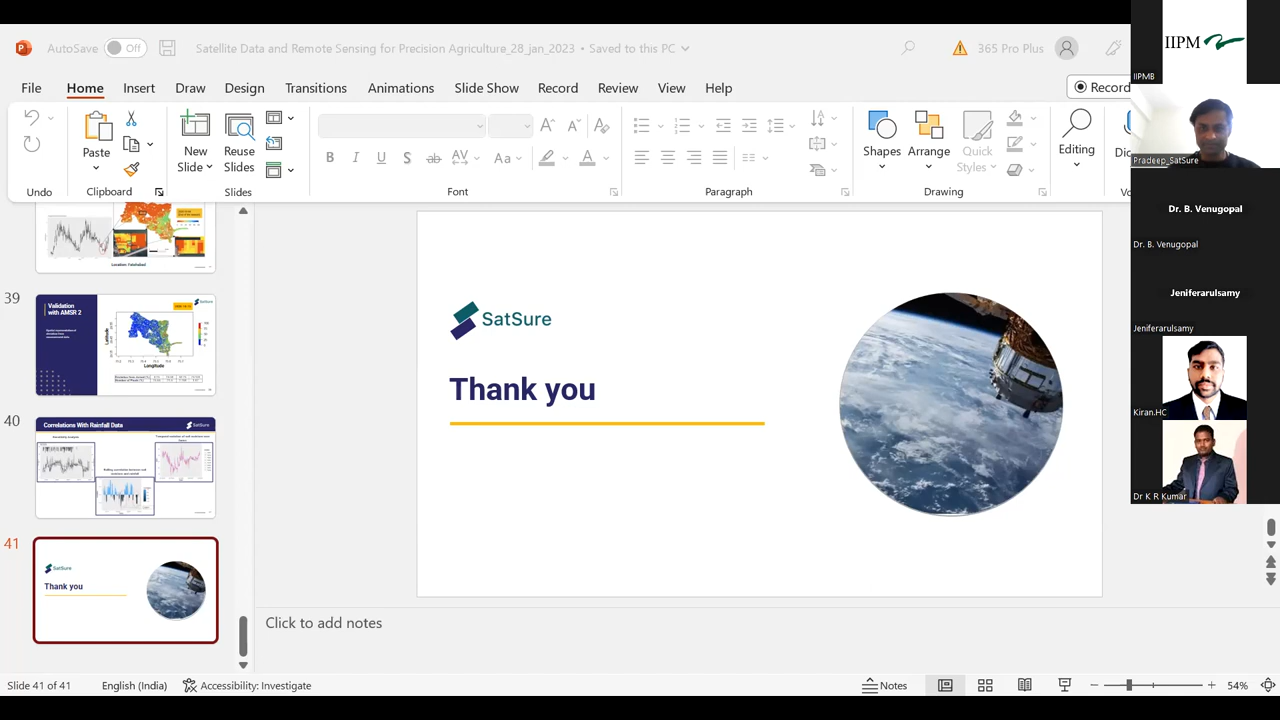 AutoSave Off Satellite Data and Remote Sensing for Precision Agriculture_28_jan_2023 • Saved to this PC 365 Pro Plus
File Home Insert Draw Design Transitions Animations Slide Show Record Review View Help Record
Paste
New Slide
Reuse Slides
Shapes
Arrange
Quick Styles
Editing
Undo Clipboard Slides Font Paragraph Drawing
IIPM
IIPMB
Pradeep_SatSure
Dr. B. Venugopal
Dr. B. Venugopal
Jeniferarulsamy
Jeniferarulsamy
Kiran.HC
Dr K R Kumar
39
Validation
with AMSR 2
SatSure
Latitude
Longitude
40
Correlations With Rainfall Data
SatSure
41
SatSure
Thank you
SatSure
Thank you
Click to add notes
Slide 41 of 41 English (India) Accessibility: Investigate Notes 54%